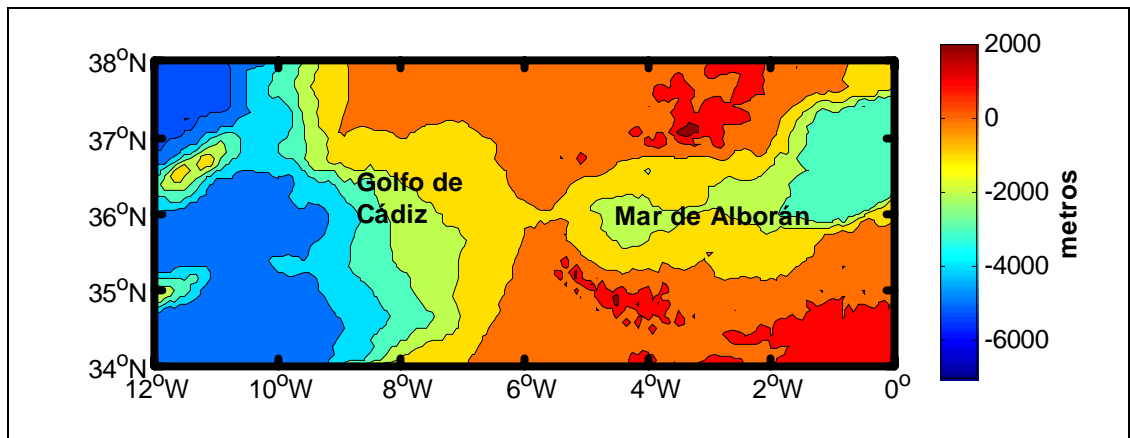 38°N
37°N
36°N
35°N
34°N
12°W 10°W 8°W 6°W 4°W 2°W 0°
Golfo de
Cádiz
Mar de Alborán
2000
0
-2000
-4000
-6000
metros